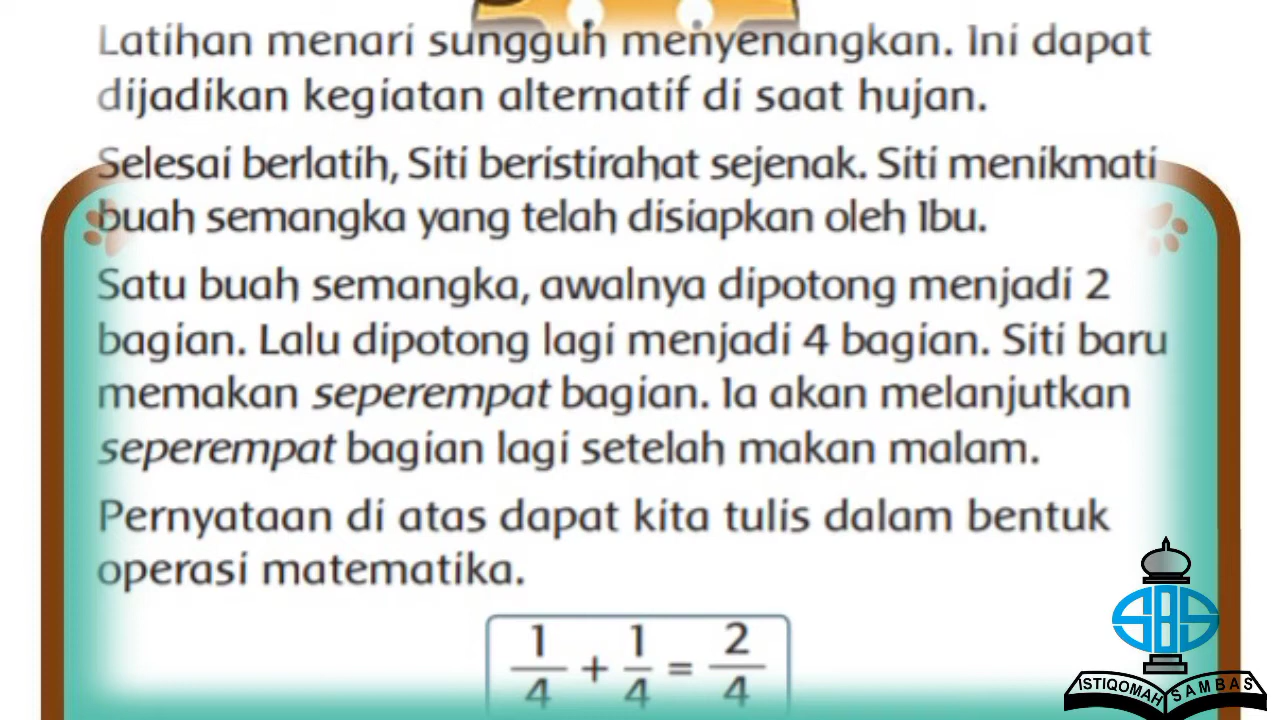 Latihan menari sungguh menyenangkan. Ini dapat
dijadikan kegiatan alternatif di saat hujan.
Selesai berlatih, Siti beristirahat sejenak. Siti menikmati
buah semangka yang telah disiapkan oleh Ibu.
Satu buah semangka, awalnya dipotong menjadi 2
bagian. Lalu dipotong lagi menjadi 4 bagian. Siti baru
memakan seperempat bagian. Ia akan melanjutkan
seperempat bagian lagi setelah makan malam.
Pernyataan di atas dapat kita tulis dalam bentuk
operasi matematika.
1/4 + 1/4 = 2/4
SBS
ISTIQOMAH SAMBAS